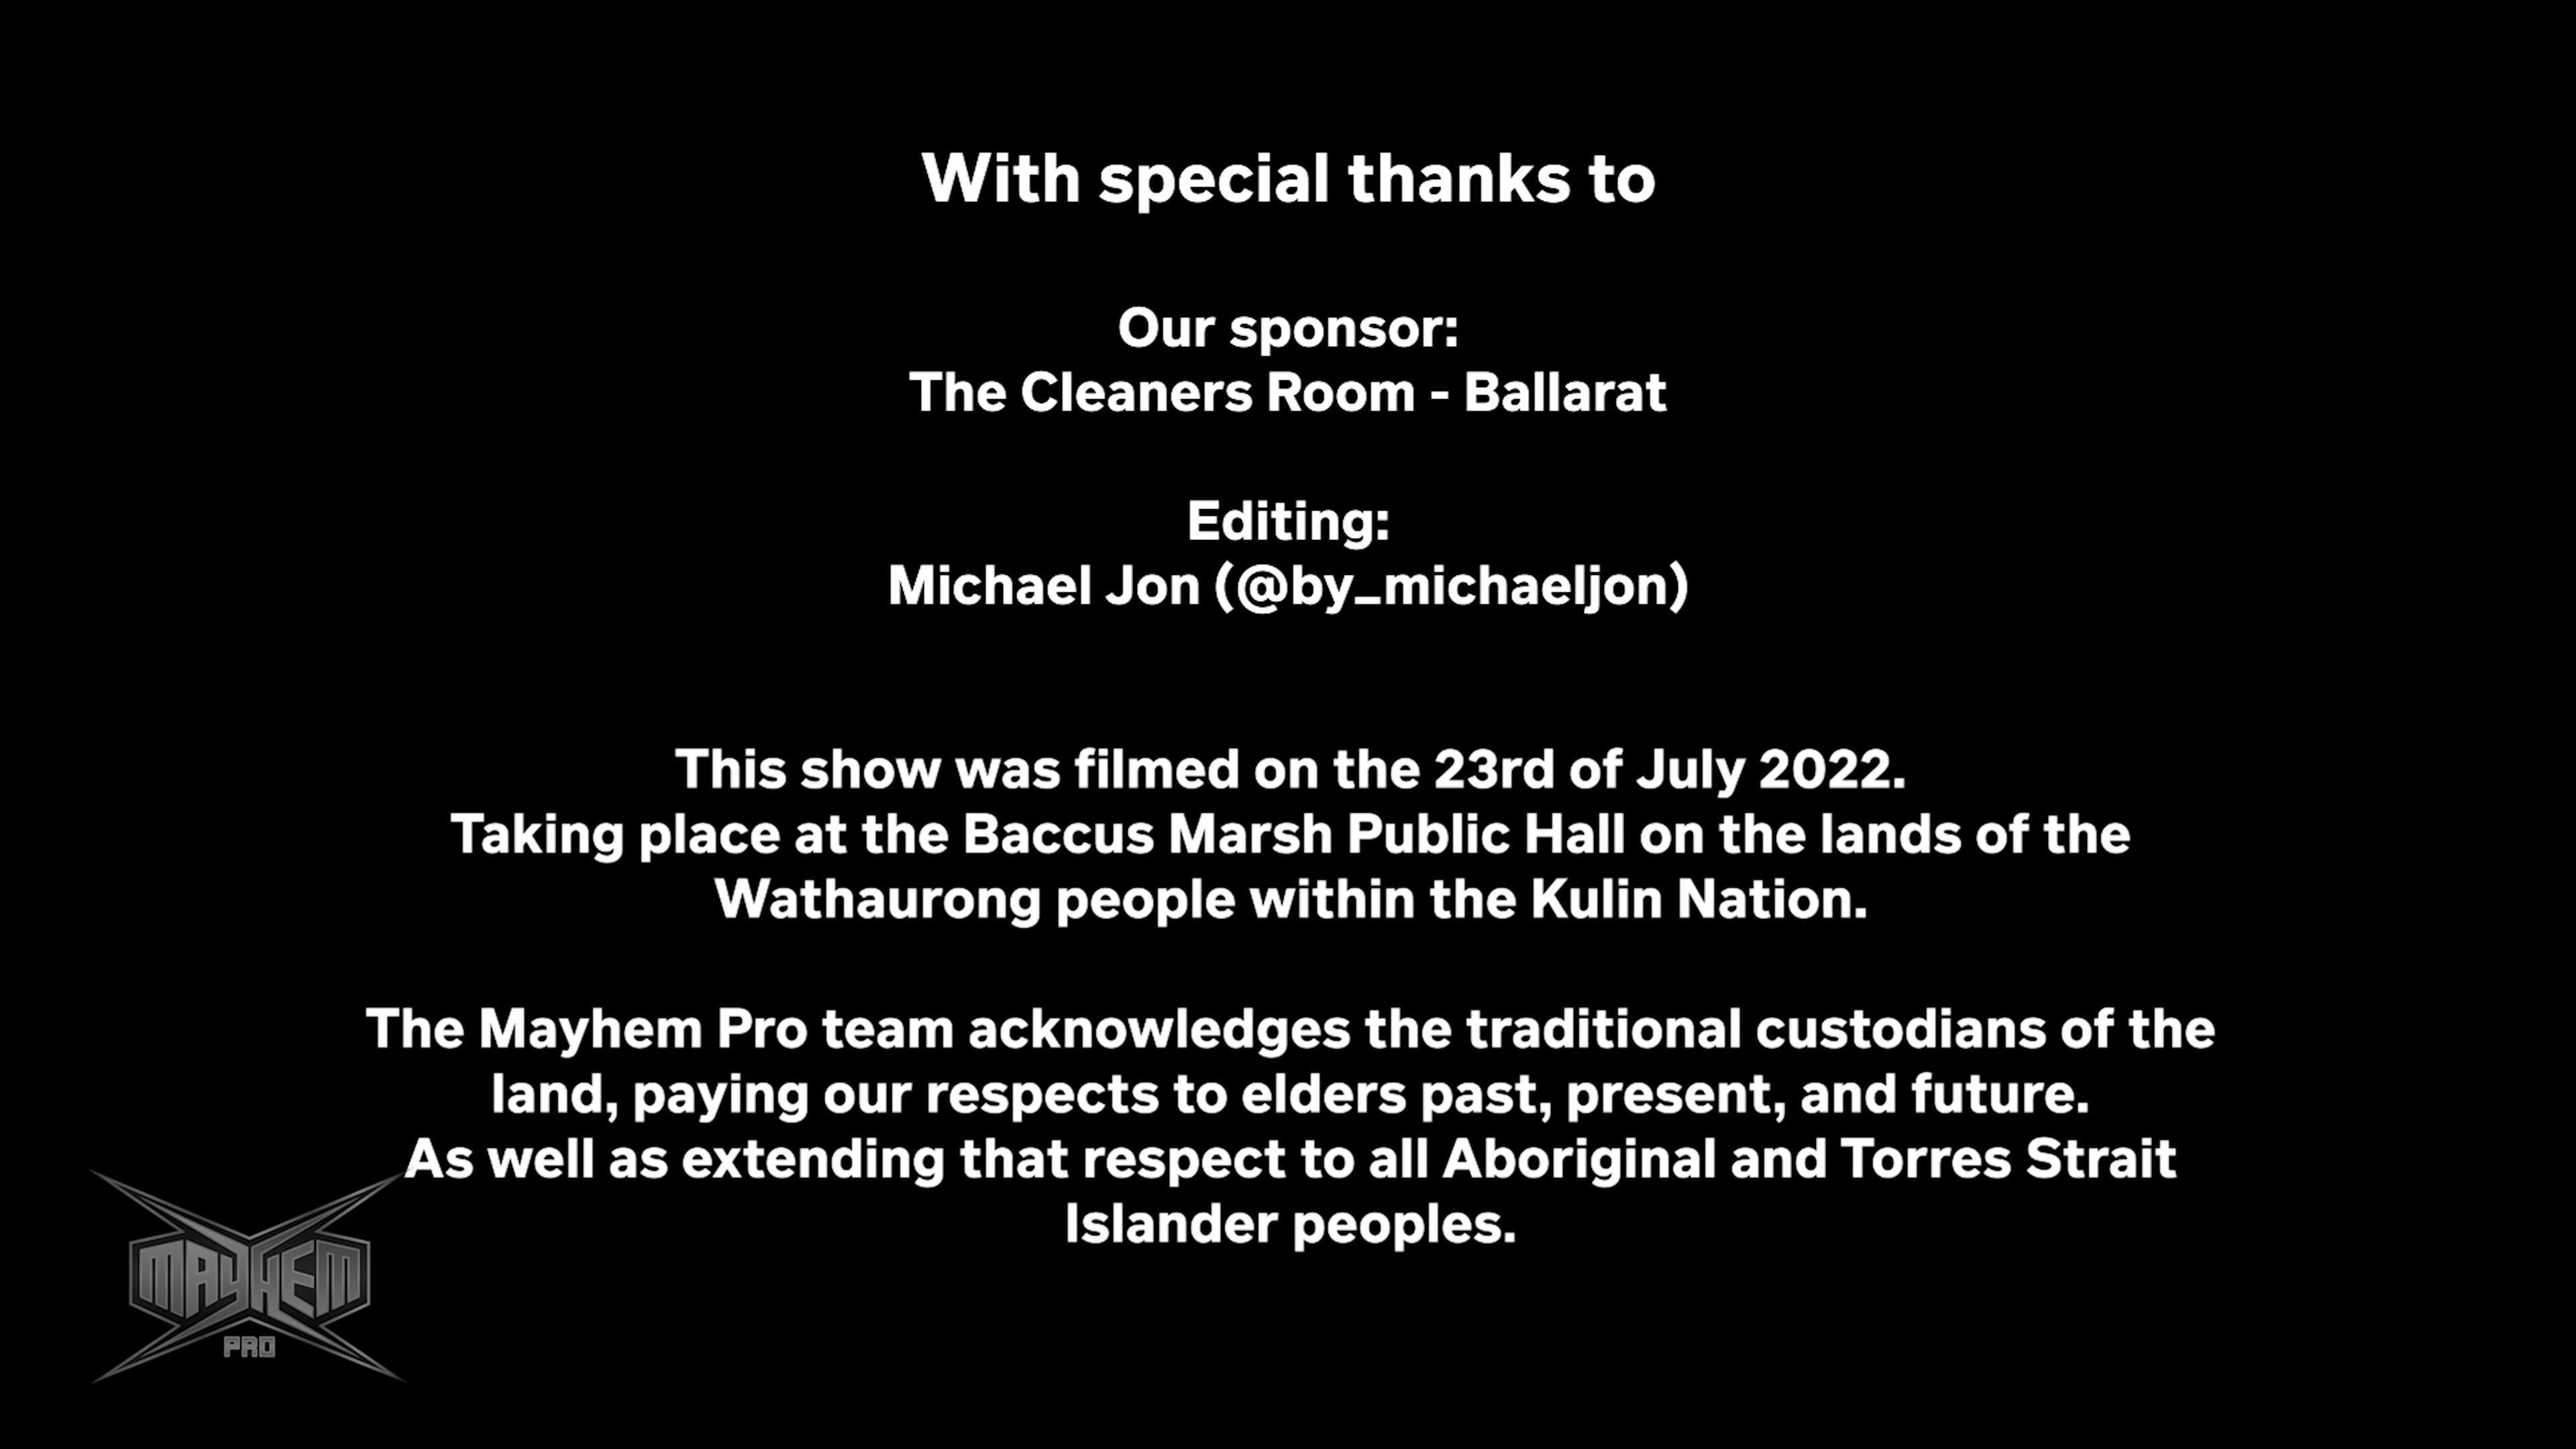 With special thanks to
Our sponsor:
The Cleaners Room - Ballarat
Editing:
Michael Jon (@by_michaeljon)
This show was filmed on the 23rd of July 2022.
Taking place at the Baccus Marsh Public Hall on the lands of the
Wathaurong people within the Kulin Nation.
The Mayhem Pro team acknowledges the traditional custodians of the
land, paying our respects to elders past, present, and future.
As well as extending that respect to all Aboriginal and Torres Strait
Islander peoples.
MAYHEM
PRO